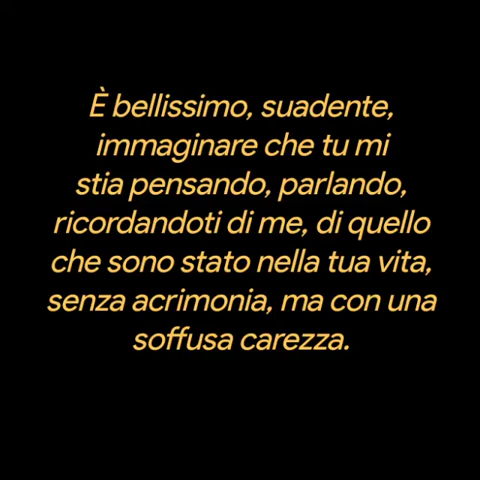 È bellissimo, suadente,
immaginare che tu mi
stia pensando, parlando,
ricordandoti di me, di quello
che sono stato nella tua vita,
senza acrimonia, ma con una
soffusa carezza.